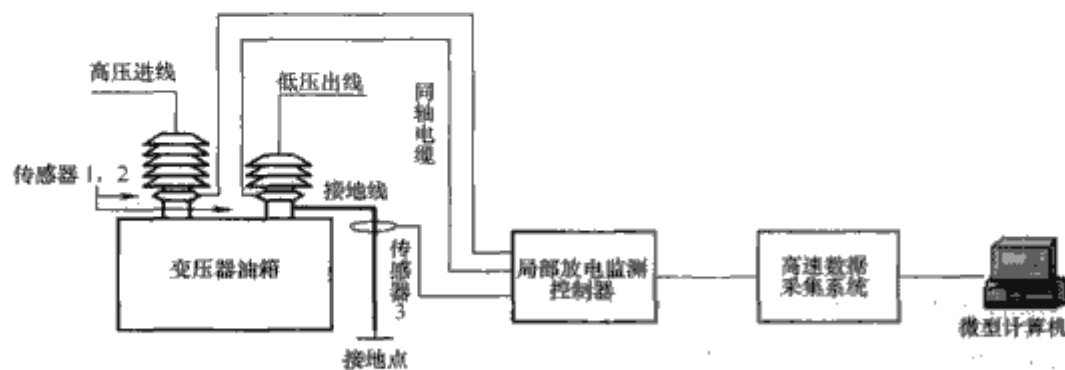 高压进线
低压出线
同轴电缆
传感器 1，2
接地线
变压器油箱
传感器3
接地点
局部放电监测
控制器
高速数据
采集系统
微型计算机